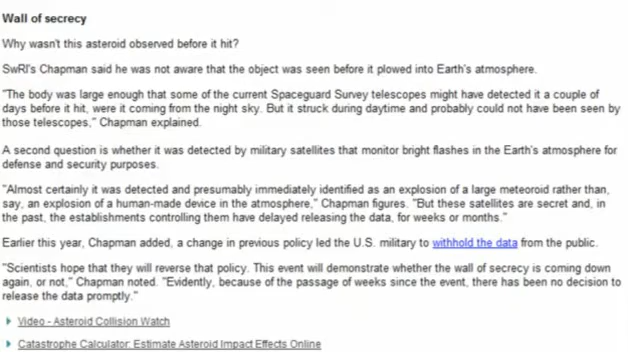 Wall of secrecy
Why wasn't this asteroid observed before it hit?
SwRI's Chapman said he was not aware that the object was seen before it plowed into Earth's atmosphere.
"The body was large enough that some of the current Spaceguard Survey telescopes might have detected it a couple of
days before it hit, were it coming from the night sky. But it struck during daytime and probably could not have been seen by
those telescopes," Chapman explained.
A second question is whether it was detected by military satellites that monitor bright flashes in the Earth's atmosphere for
defense and security purposes.
"Almost certainly it was detected and presumably immediately identified as an explosion of a large meteoroid rather than,
say, an explosion of a human-made device in the atmosphere," Chapman figures. "But these satellites are secret and, in
the past, the establishments controlling them have delayed releasing the data, for weeks or months."
Earlier this year, Chapman added, a change in previous policy led the U.S. military to withhold the data from the public.
"Scientists hope that they will reverse that policy. This event will demonstrate whether the wall of secrecy is coming down
again, or not," Chapman noted. "Evidently, because of the passage of weeks since the event, there has been no decision to
release the data promptly."
Video - Asteroid Collision Watch
Catastrophe Calculator: Estimate Asteroid Impact Effects Online